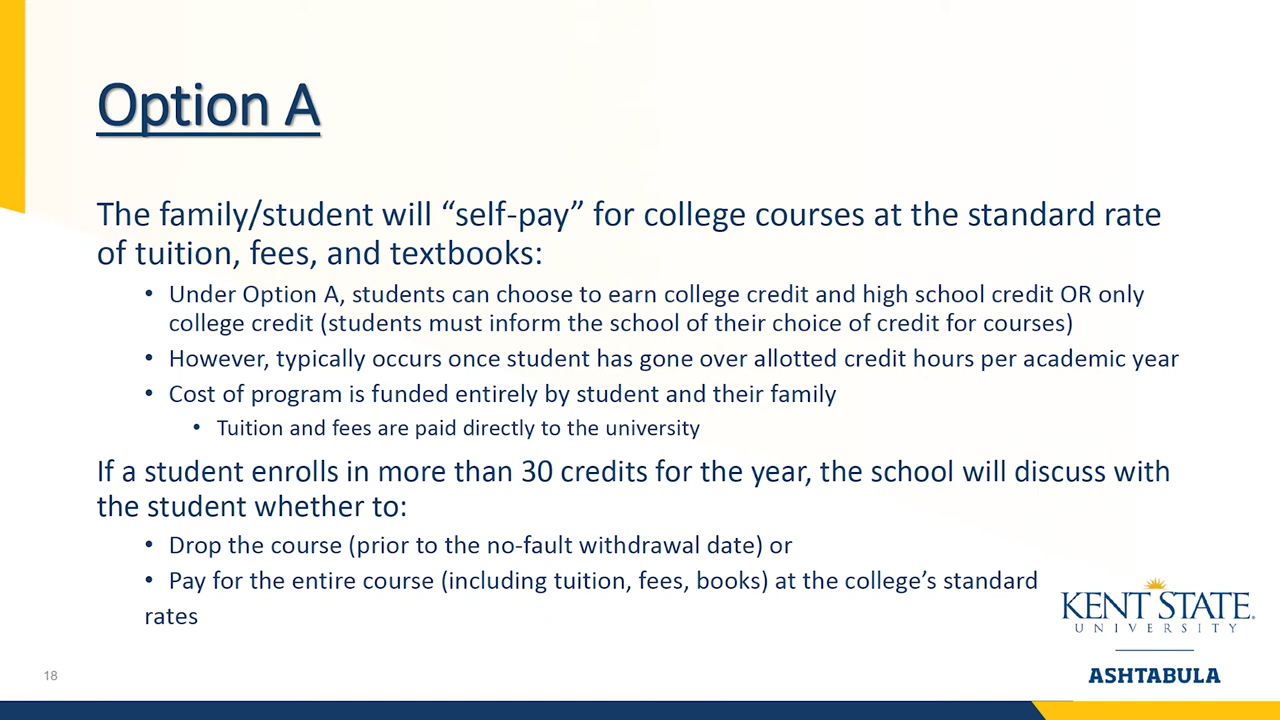 Option A
The family/student will “self-pay” for college courses at the standard rate
of tuition, fees, and textbooks:
• Under Option A, students can choose to earn college credit and high school credit OR only
college credit (students must inform the school of their choice of credit for courses)
• However, typically occurs once student has gone over allotted credit hours per academic year
• Cost of program is funded entirely by student and their family
• Tuition and fees are paid directly to the university
If a student enrolls in more than 30 credits for the year, the school will discuss with
the student whether to:
• Drop the course (prior to the no-fault withdrawal date) or
• Pay for the entire course (including tuition, fees, books) at the college’s standard
rates
KENT STATE
UNIVERSITY
ASHTABULA
18